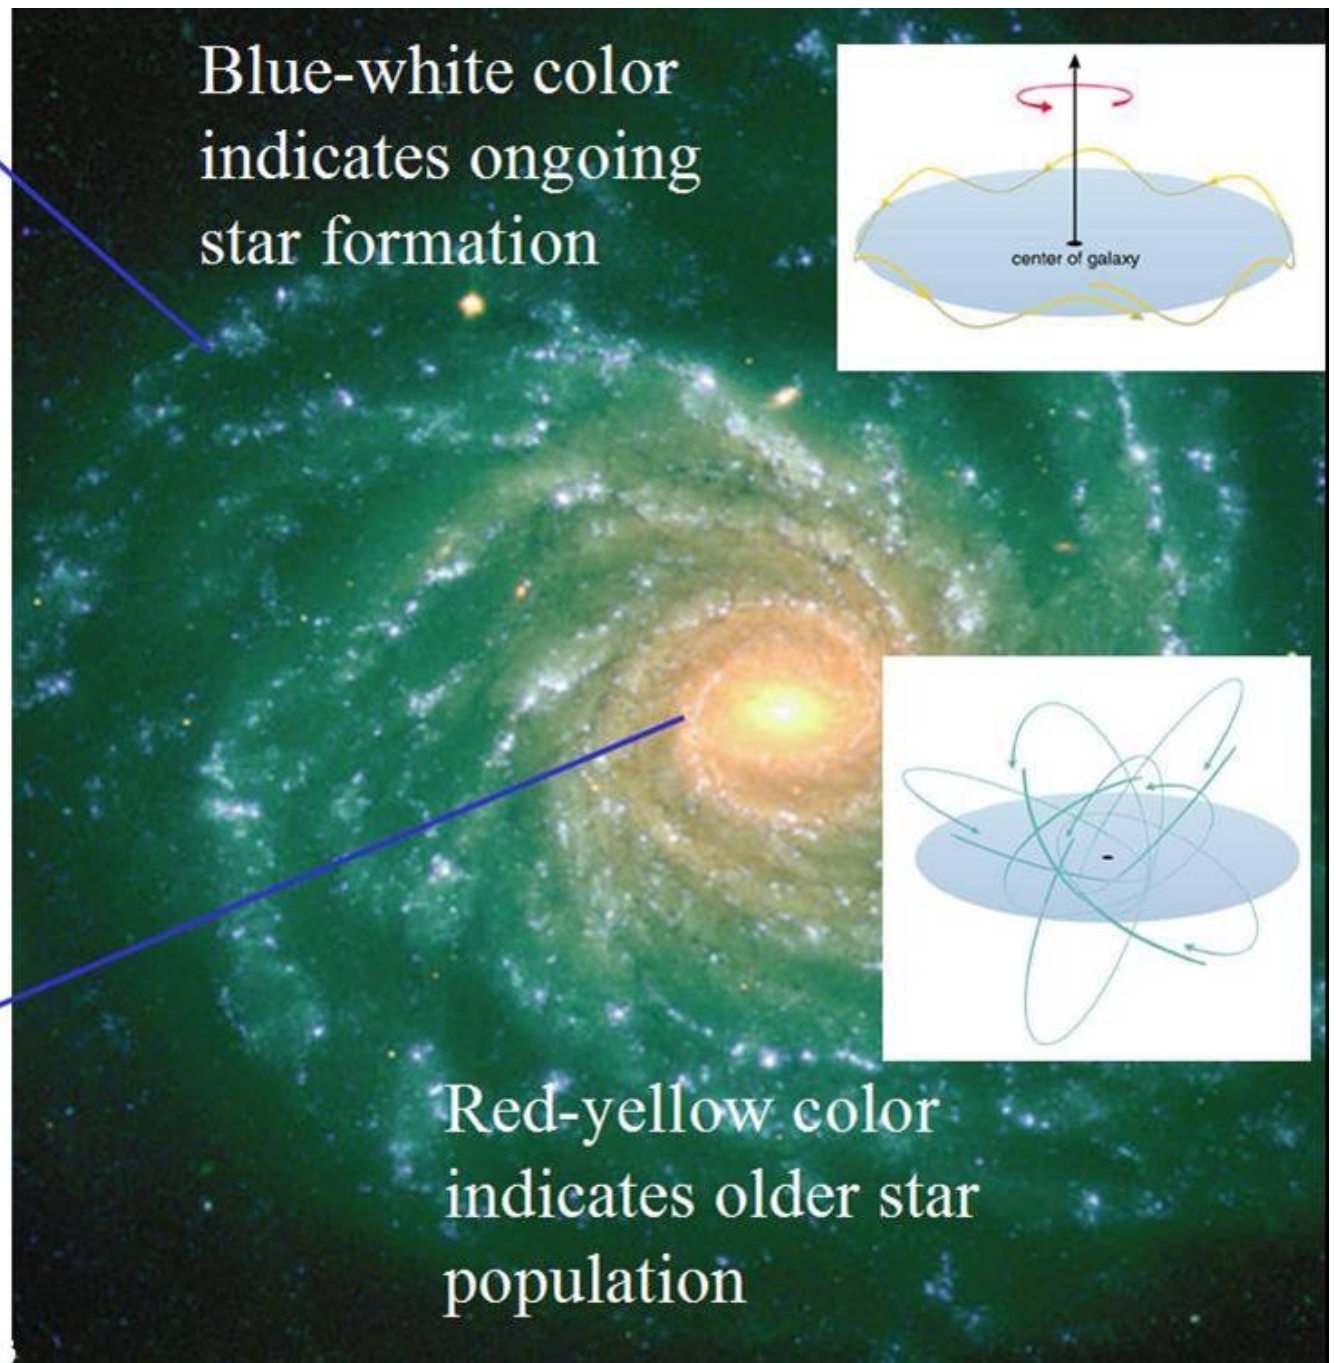 Blue-white color
indicates ongoing
star formation
center of galaxy
Red-yellow color
indicates older star
population